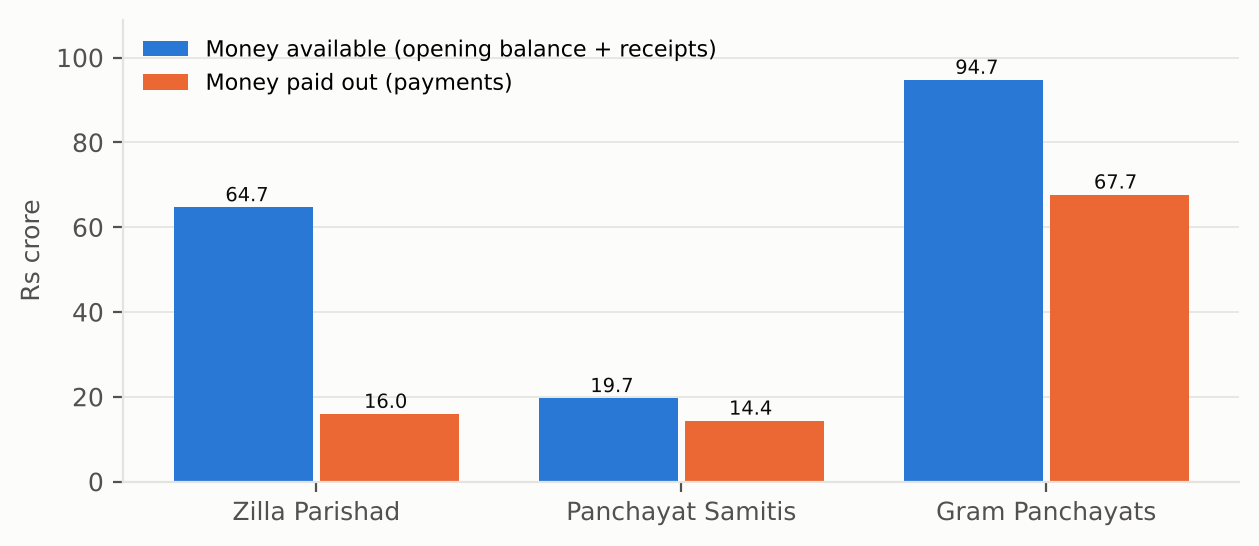 Money available (opening balance + receipts)
Money paid out (payments)
Rs crore
100
80
60
40
20
0
64.7
16.0
19.7
14.4
94.7
67.7
Zilla Parishad
Panchayat Samitis
Gram Panchayats